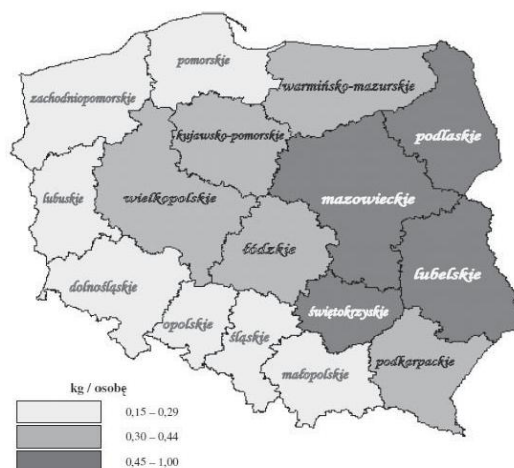 pomorskie
zachodniopomorskie
warmińsko-mazurskie
podlaskie
kujawsko-pomorskie
lubuskie
wielkopolskie
mazowieckie
łódzkie
lubelskie
dolnośląskie
świętokrzyskie
opolskie
śląskie
podkarpackie
małopolskie
kg / osobę
0,15 – 0,29
0,30 – 0,44
0,45 – 1,00